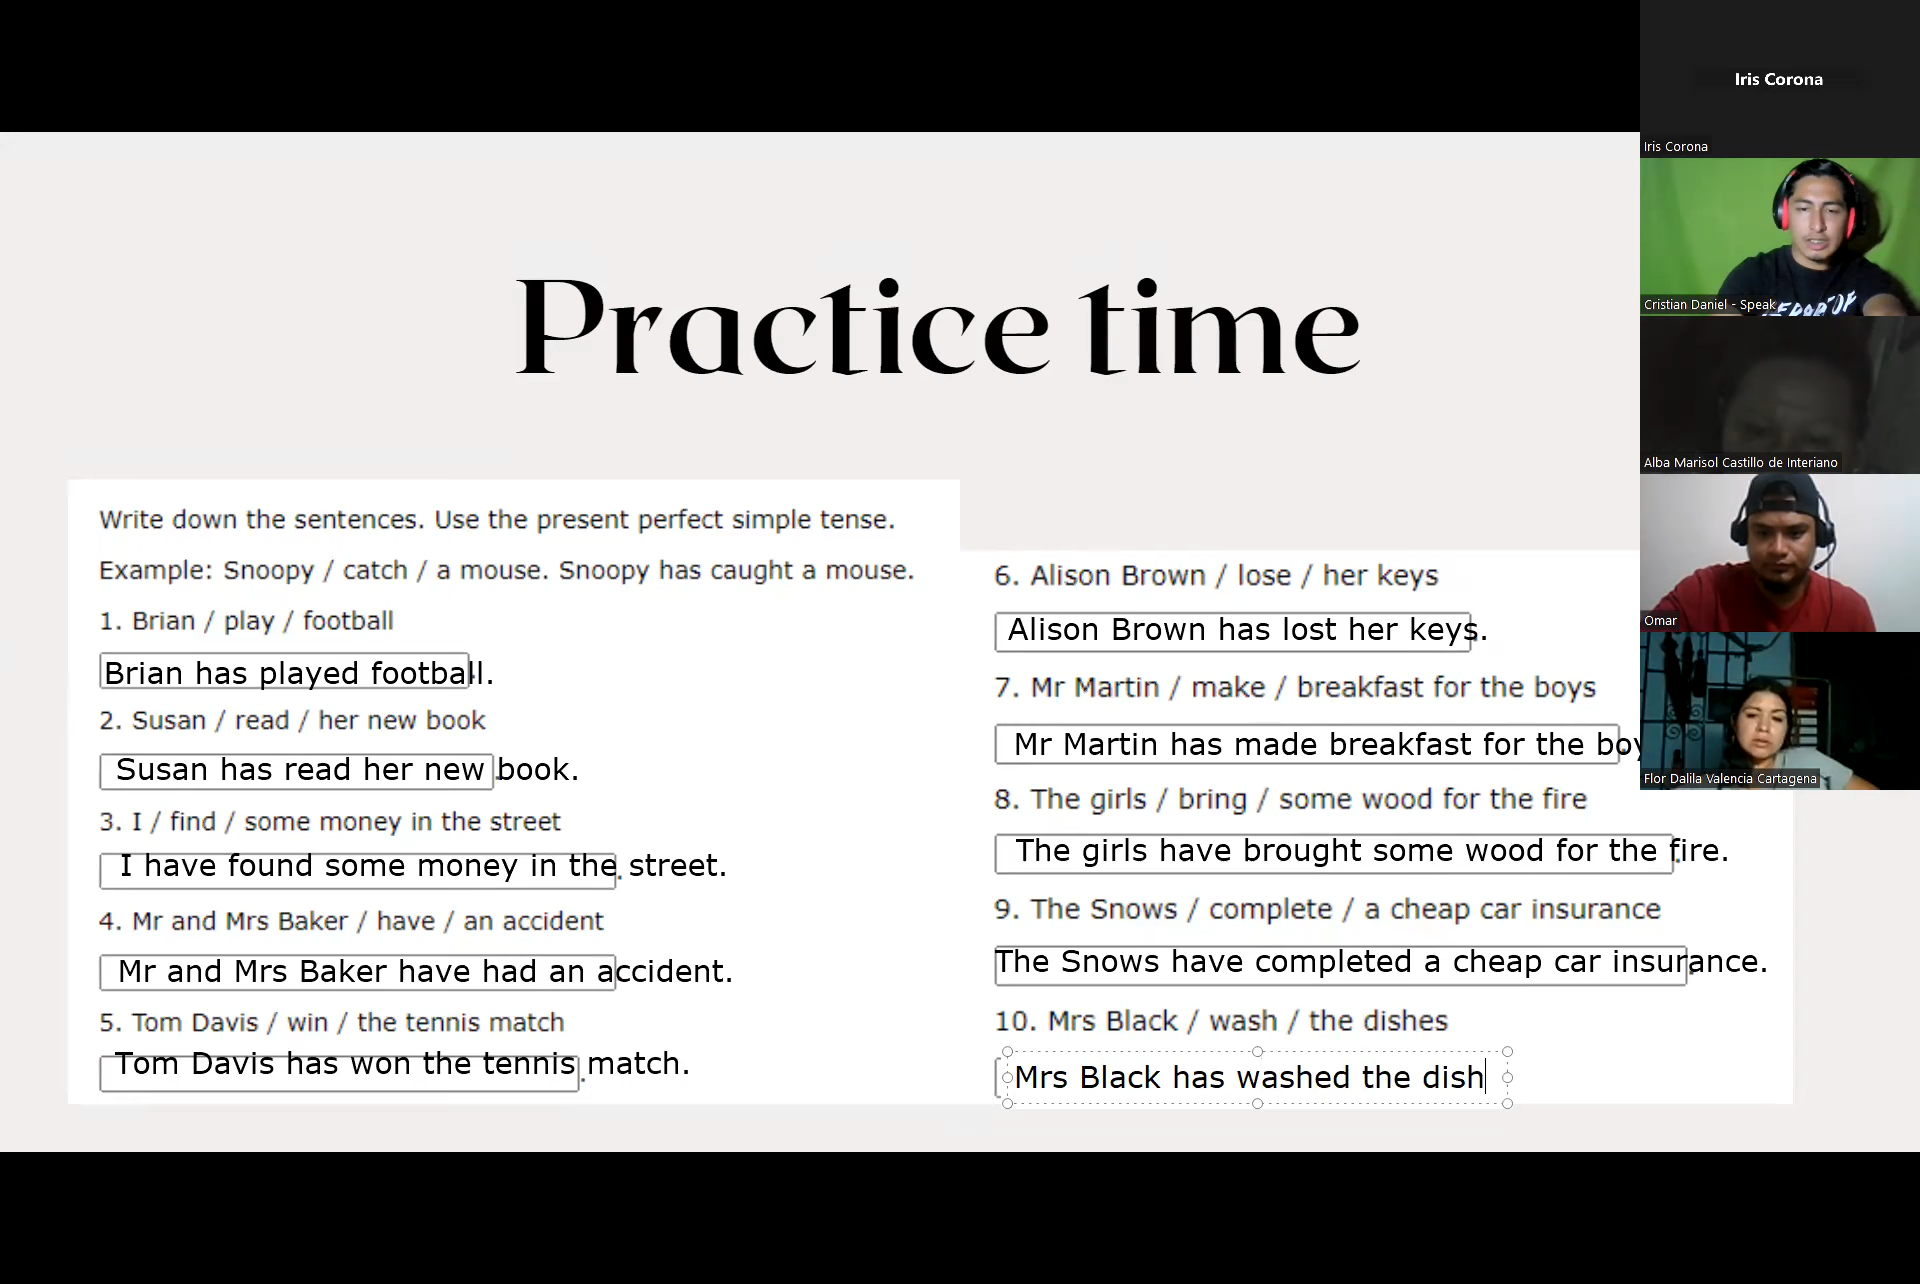 Practice time
Write down the sentences. Use the present perfect simple tense.
Example: Snoopy / catch / a mouse. Snoopy has caught a mouse.
1. Brian / play / football
Brian has played football.
2. Susan / read / her new book
Susan has read her new book.
3. I / find / some money in the street
I have found some money in the street.
4. Mr and Mrs Baker / have / an accident
Mr and Mrs Baker have had an accident.
5. Tom Davis / win / the tennis match
Tom Davis has won the tennis match.
6. Alison Brown / lose / her keys
Alison Brown has lost her keys.
7. Mr Martin / make / breakfast for the boys
Mr Martin has made breakfast for the
8. The girls / bring / some wood for the fire
The girls have brought some wood for the fire.
9. The Snows / complete / a cheap car insurance
The Snows have completed a cheap car insurance.
10. Mrs Black / wash / the dishes
Mrs Black has washed the dish
Iris Corona
Iris Corona
Cristian Daniel - Speak
Alba Marisol Castillo de Interiano
Omar
Flor Dalila Valencia Cartagena